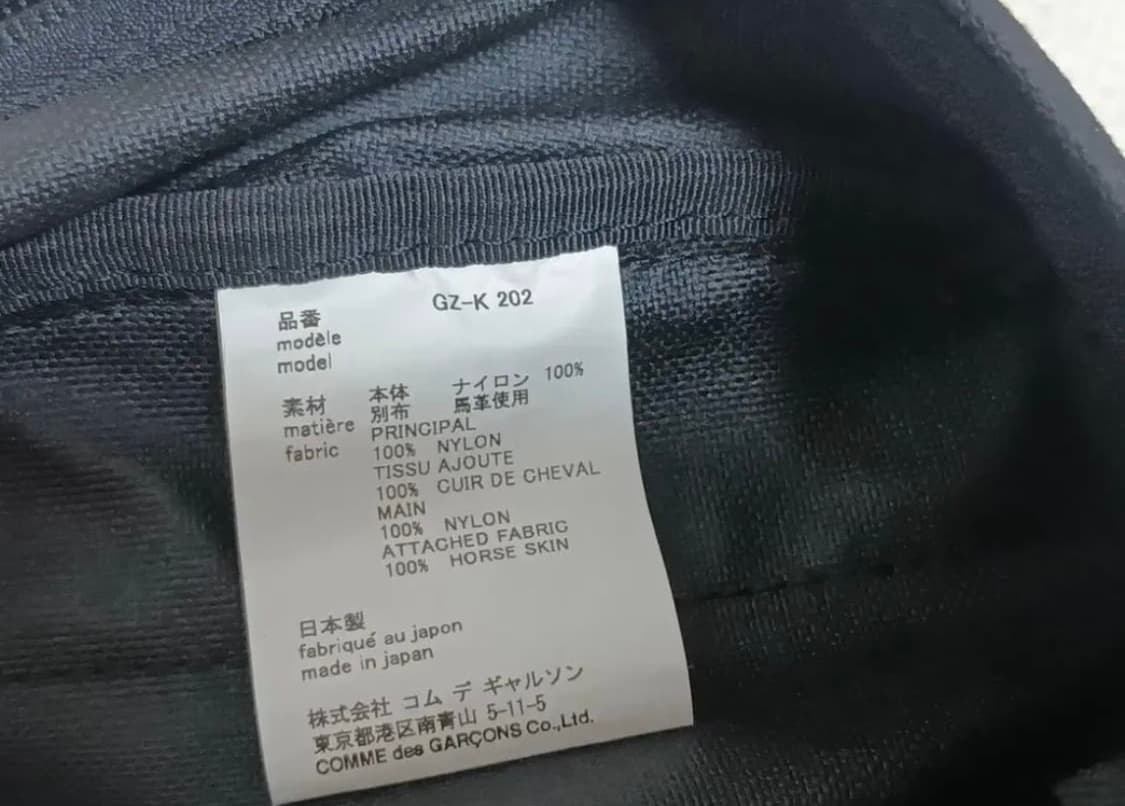 品番 GZ-K 202
modèle
model
素材 本体 ナイロン 100%
別布 馬革使用
matière PRINCIPAL
fabric 100% NYLON
TISSU AJOUTE
100% CUIR DE CHEVAL
MAIN
100% NYLON
ATTACHED FABRIC
100% HORSE SKIN
日本製
fabriqué au japon
made in japan
株式会社 コム デ ギャルソン
東京都港区南青山 5-11-5
COMME des GARÇONS Co.,Ltd.